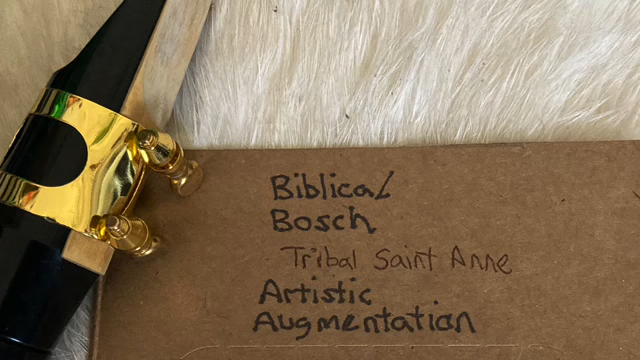 Biblical
Bosch
Tribal Saint Anne
Artistic
Augmentation